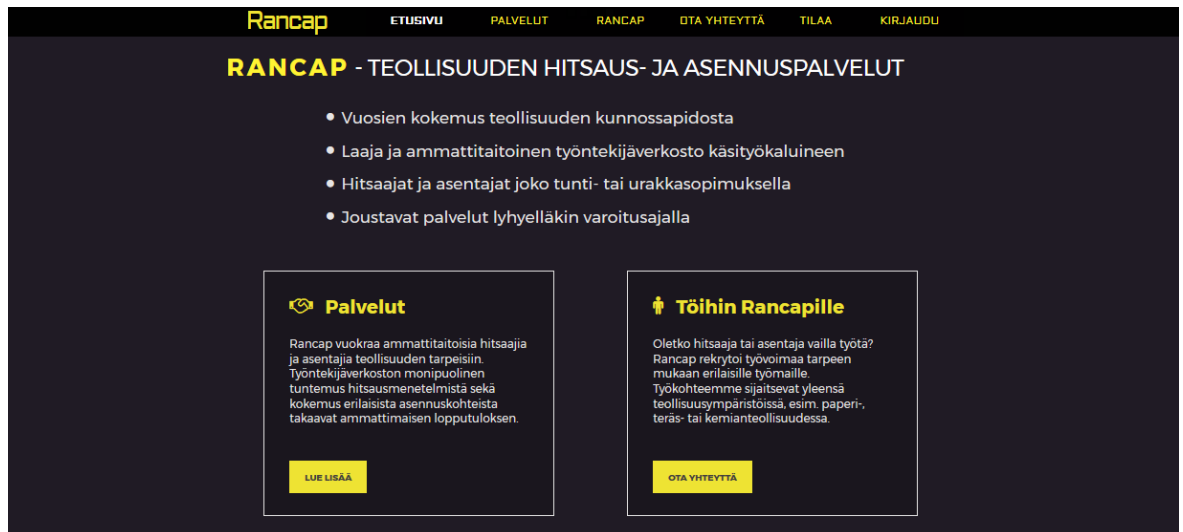 Rancap ETUSIVU PALVELUT RANCAP OTA YHTEYTTÄ TILAA KIRJAUDU
RANCAP - TEOLLISUUDEN HITSAUS- JA ASENNUSPALVELUT
• Vuosien kokemus teollisuuden kunnossapidosta
• Laaja ja ammattitaitoinen työntekijäverkosto käsityökaluineen
• Hitsaajat ja asentajat joko tunti- tai urakkasopimuksella
• Joustavat palvelut lyhyelläkin varoitusajalla
Palvelut
Rancap vuokraa ammattitaitoisia hitsaajia
ja asentajia teollisuuden tarpeisiin.
Työntekijäverkoston monipuolinen
tuntemus hitsausmenetelmistä sekä
kokemus erilaisista asennuskohteista
takaavat ammattimaisen lopputuloksen.
LUE LISÄÄ
Töihin Rancapille
Oletko hitsaaja tai asentaja vailla työtä?
Rancap rekrytoi työvoimaa tarpeen
mukaan erilaisille työmaille.
Työkohteemme sijaitsevat yleensä
teollisuusympäristöissä, esim. paperi-,
teräs- tai kemianteollisuudessa.
OTA YHTEYTTÄ